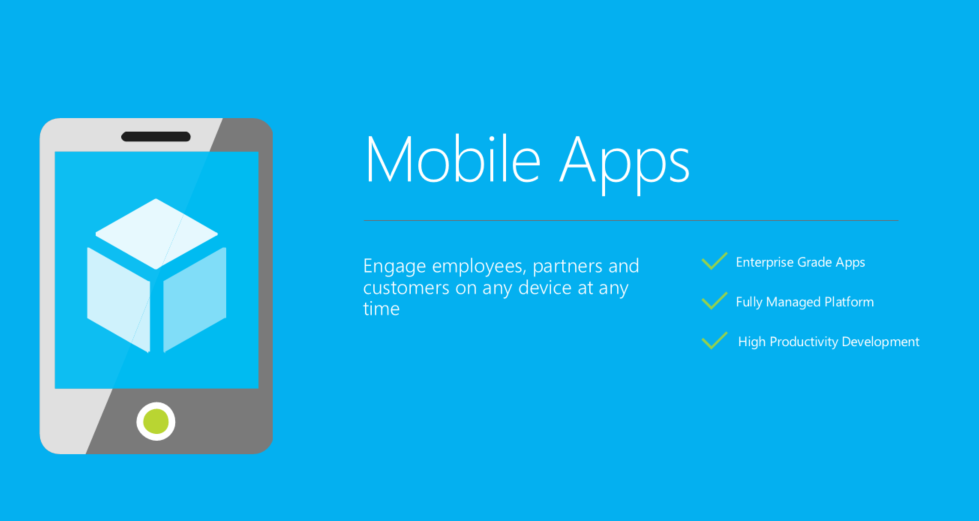 Mobile Apps
Engage employees, partners and
customers on any device at any
time
Enterprise Grade Apps
Fully Managed Platform
High Productivity Development